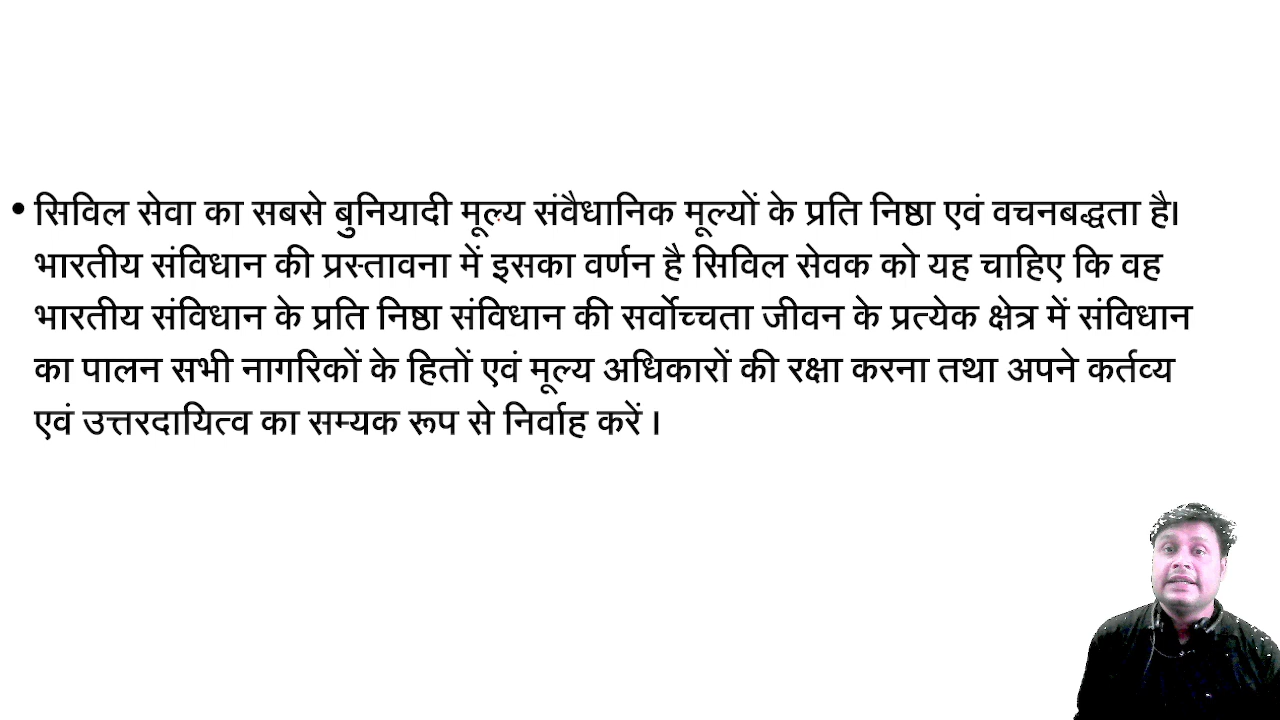 • सिविल सेवा का सबसे बुनियादी मूल्य संवैधानिक मूल्यों के प्रति निष्ठा एवं वचनबद्धता है।
भारतीय संविधान की प्रस्तावना में इसका वर्णन है सिविल सेवक को यह चाहिए कि वह
भारतीय संविधान के प्रति निष्ठा संविधान की सर्वोच्चता जीवन के प्रत्येक क्षेत्र में संविधान
का पालन सभी नागरिकों के हितों एवं मूल्य अधिकारों की रक्षा करना तथा अपने कर्तव्य
एवं उत्तरदायित्व का सम्यक रूप से निर्वाह करें ।